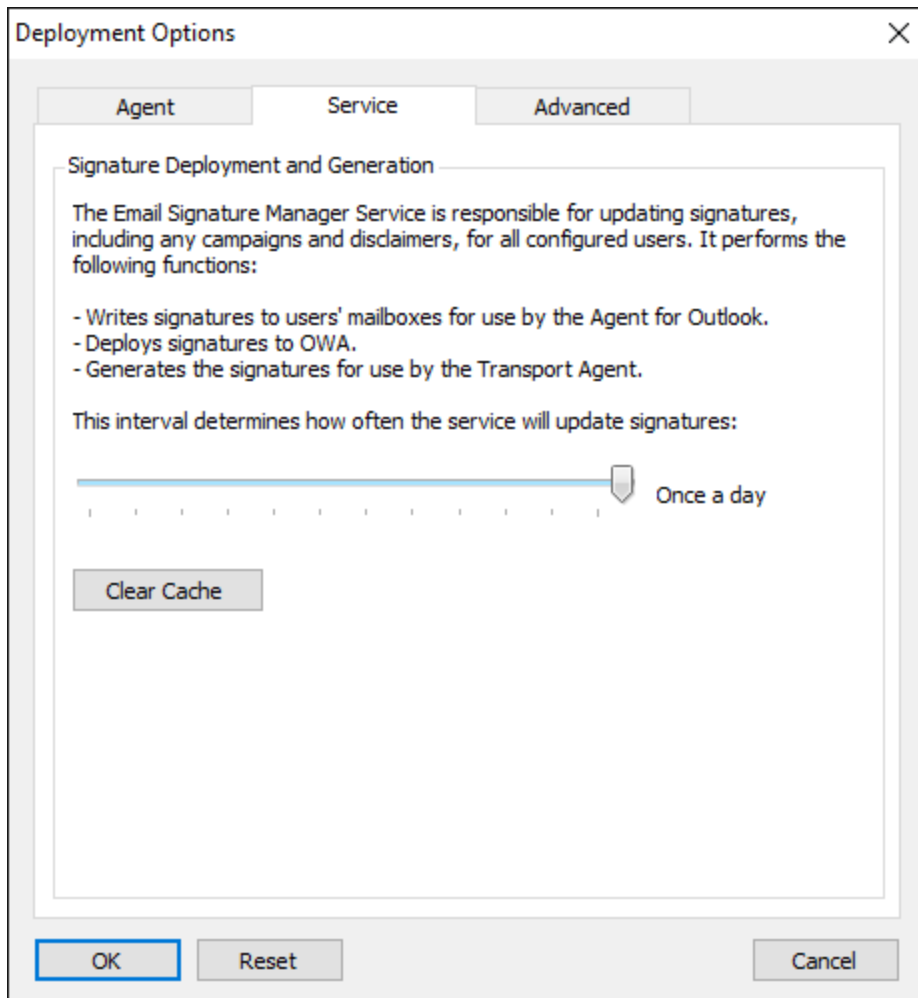 Deployment Options
Agent
Service
Advanced
Signature Deployment and Generation
The Email Signature Manager Service is responsible for updating signatures,
including any campaigns and disclaimers, for all configured users. It performs the
following functions:
- Writes signatures to users' mailboxes for use by the Agent for Outlook.
- Deploys signatures to OWA.
- Generates the signatures for use by the Transport Agent.
This interval determines how often the service will update signatures:
Once a day
Clear Cache
OK
Reset
Cancel